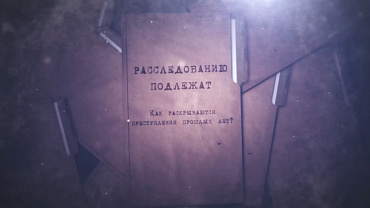 РАССЛЕДОВАНИЮ
ПОДЛЕЖАТ
Как раскрываются
преступления прошлых лет?